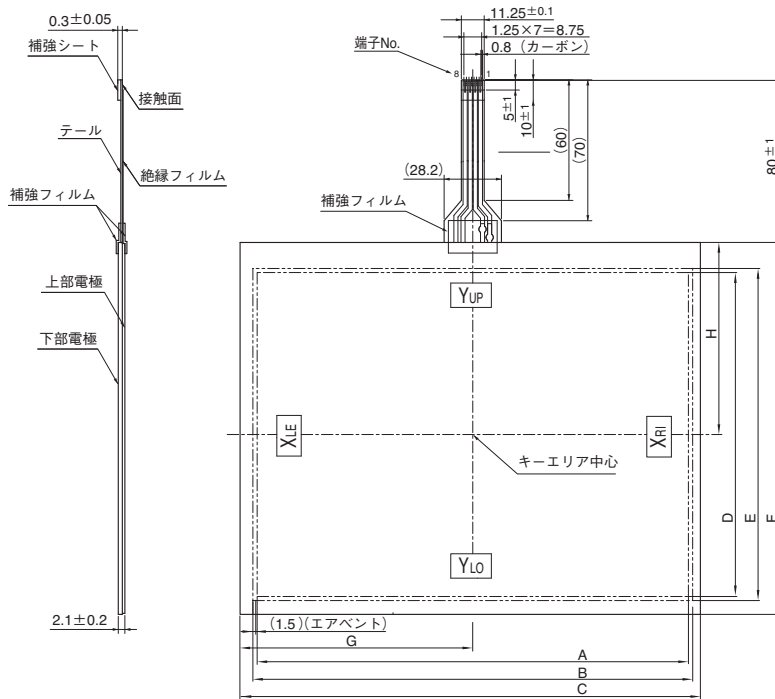 0.3±0.05
補強シート
接触面
テール
絶縁フィルム
補強フィルム
上部電極
下部電極
2.1±0.2
11.25±0.1
1.25×7=8.75
0.8（カーボン）
端子No.
8
1
5±1
10±1
(60)
(70)
80±1
(28.2)
補強フィルム
YUP
XLE
XRI
YLO
キーエリア中心
H
D
E
F
(1.5)(エアベント)
G
A
B
C